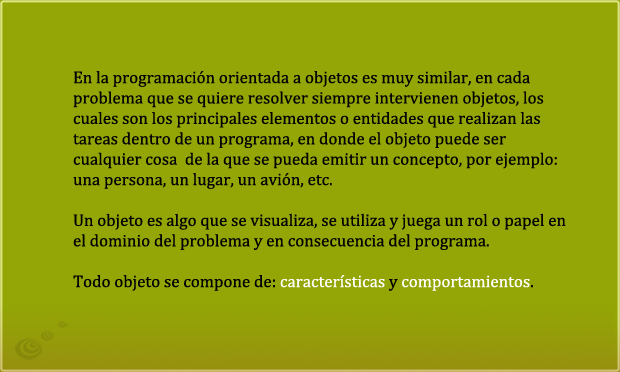 En la programación orientada a objetos es muy similar, en cada
problema que se quiere resolver siempre intervienen objetos, los
cuales son los principales elementos o entidades que realizan las
tareas dentro de un programa, en donde el objeto puede ser
cualquier cosa  de la que se pueda emitir un concepto, por ejemplo:
una persona, un lugar, un avión, etc.
Un objeto es algo que se visualiza, se utiliza y juega un rol o papel en
el dominio del problema y en consecuencia del programa.
Todo objeto se compone de: características y comportamientos.